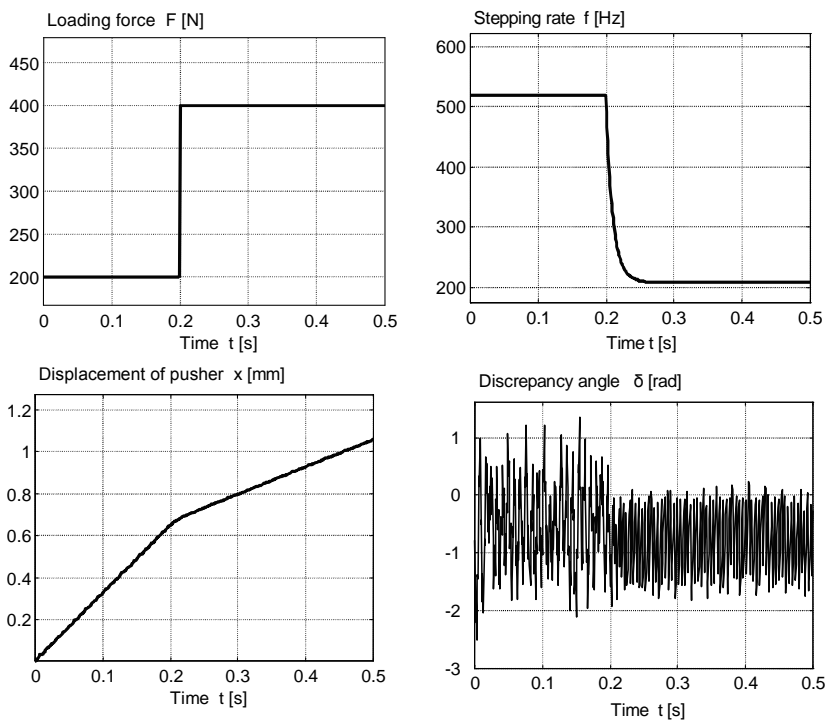 Loading force F [N]
450
400
350
300
250
200
0 0.1 0.2 0.3 0.4 0.5
Time t [s]
Stepping rate f [Hz]
600
500
400
300
200
0 0.1 0.2 0.3 0.4 0.5
Time t [s]
Displacement of pusher x [mm]
1.2
1
0.8
0.6
0.4
0.2
0 0.1 0.2 0.3 0.4 0.5
Time t [s]
Discrepancy angle δ [rad]
1
0
-1
-2
-3
0 0.1 0.2 0.3 0.4 0.5
Time t [s]